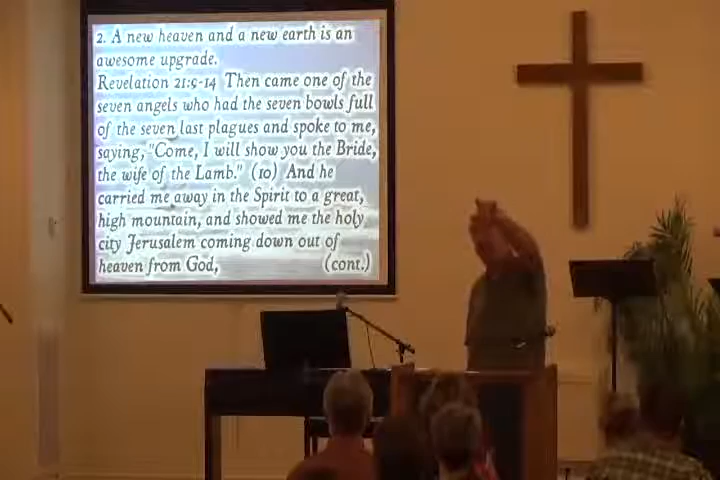 2. A new heaven and a new earth is an
awesome upgrade.
Revelation 21:9-14 Then came one of the
seven angels who had the seven bowls full
of the seven last plagues and spoke to me,
saying, "Come, I will show you the Bride,
the wife of the Lamb." (10) And he
carried me away in the Spirit to a great,
high mountain, and showed me the holy
city Jerusalem coming down out of
heaven from God, (cont.)